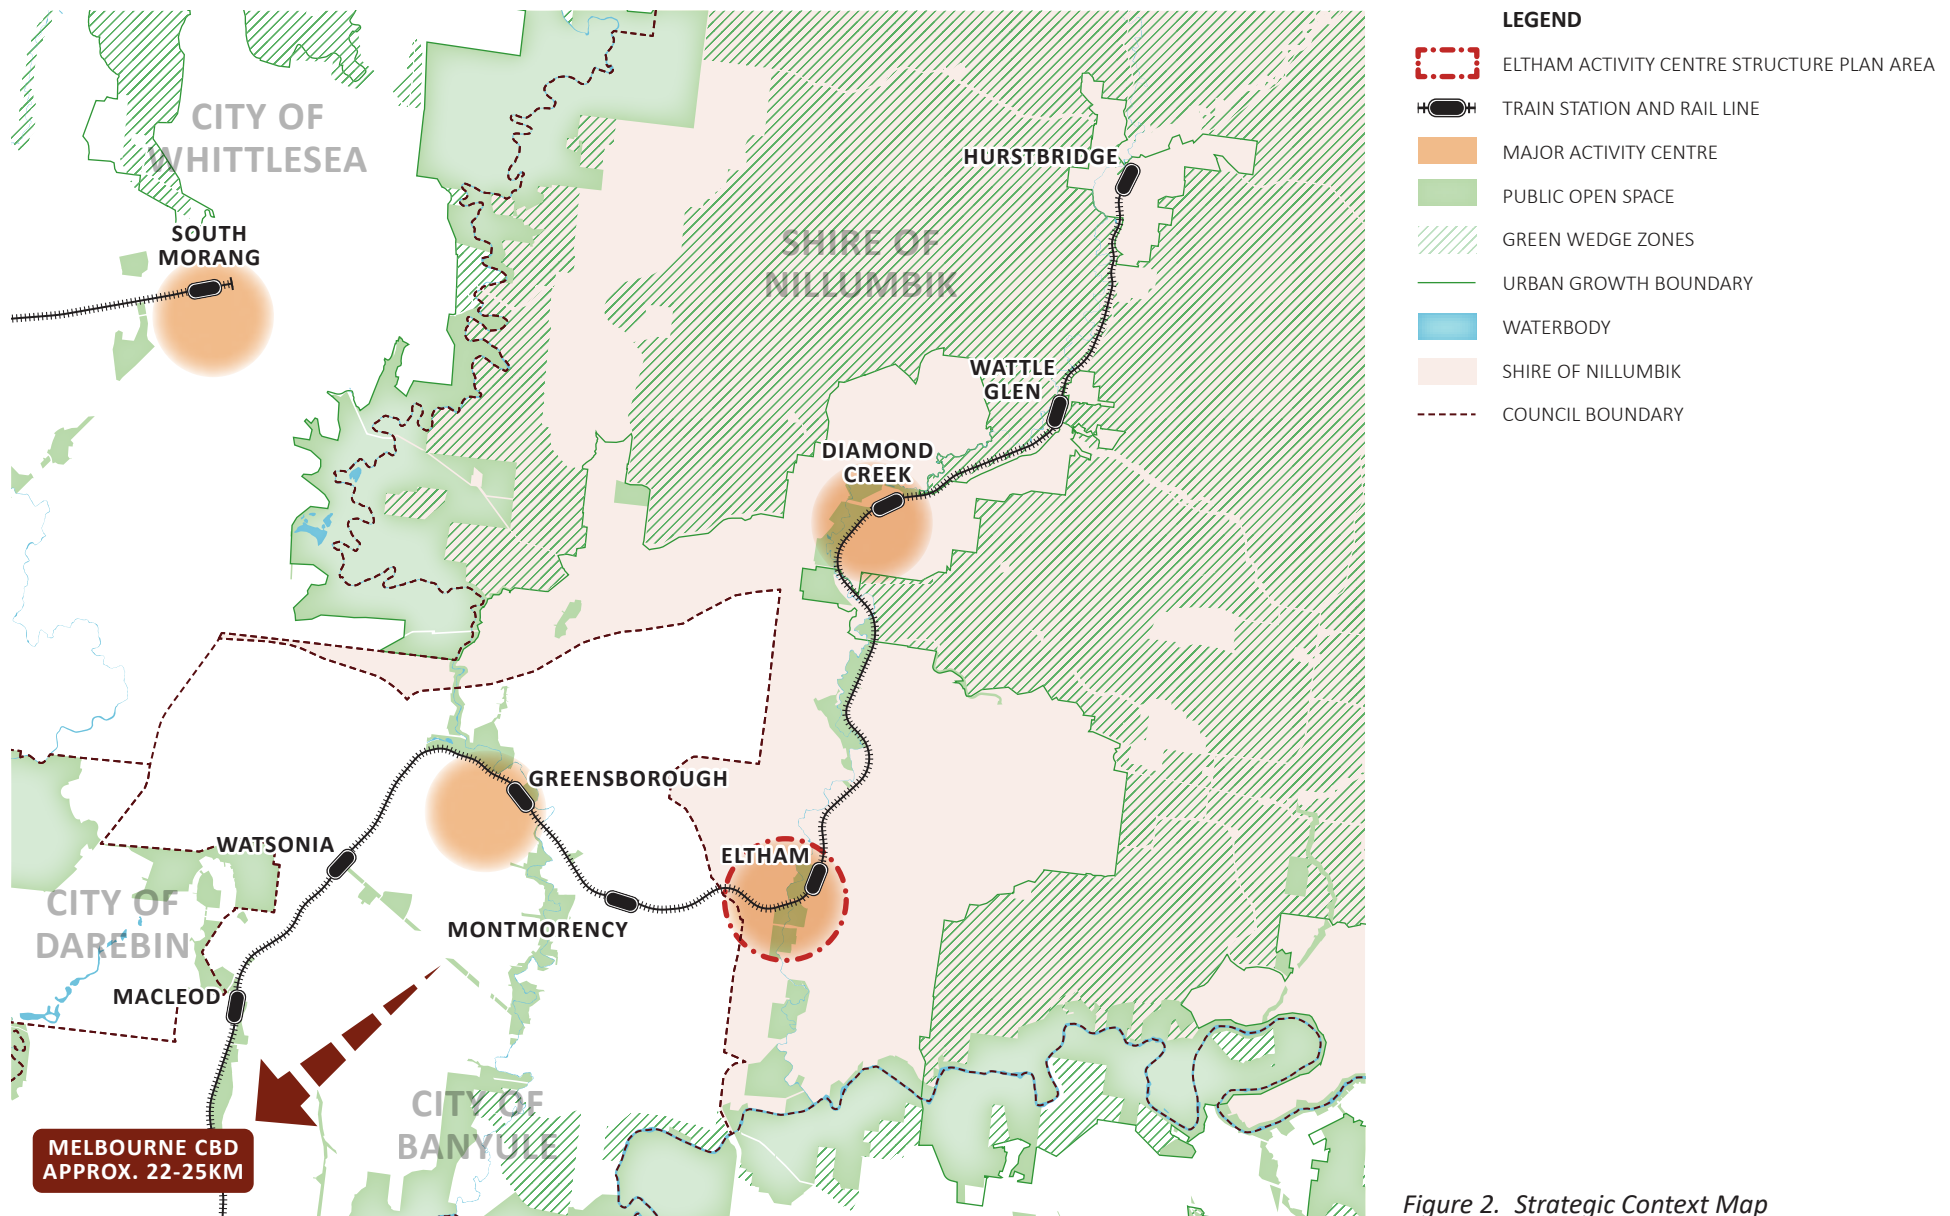 CITY OF
WHITTLESEA
SOUTH
MORANG
HURSTBRIDGE
SHIRE OF
NILLUMBIK
WATTLE
GLEN
DIAMOND
CREEK
GREENSBOROUGH
WATSONIA
ELTHAM
CITY OF
DAREBIN
MONTMORENCY
MACLEOD
CITY OF
BANYULE
MELBOURNE CBD
APPROX. 22-25KM
LEGEND
ELTHAM ACTIVITY CENTRE STRUCTURE PLAN AREA
TRAIN STATION AND RAIL LINE
MAJOR ACTIVITY CENTRE
PUBLIC OPEN SPACE
GREEN WEDGE ZONES
URBAN GROWTH BOUNDARY
WATERBODY
SHIRE OF NILLUMBIK
COUNCIL BOUNDARY
Figure 2. Strategic Context Map